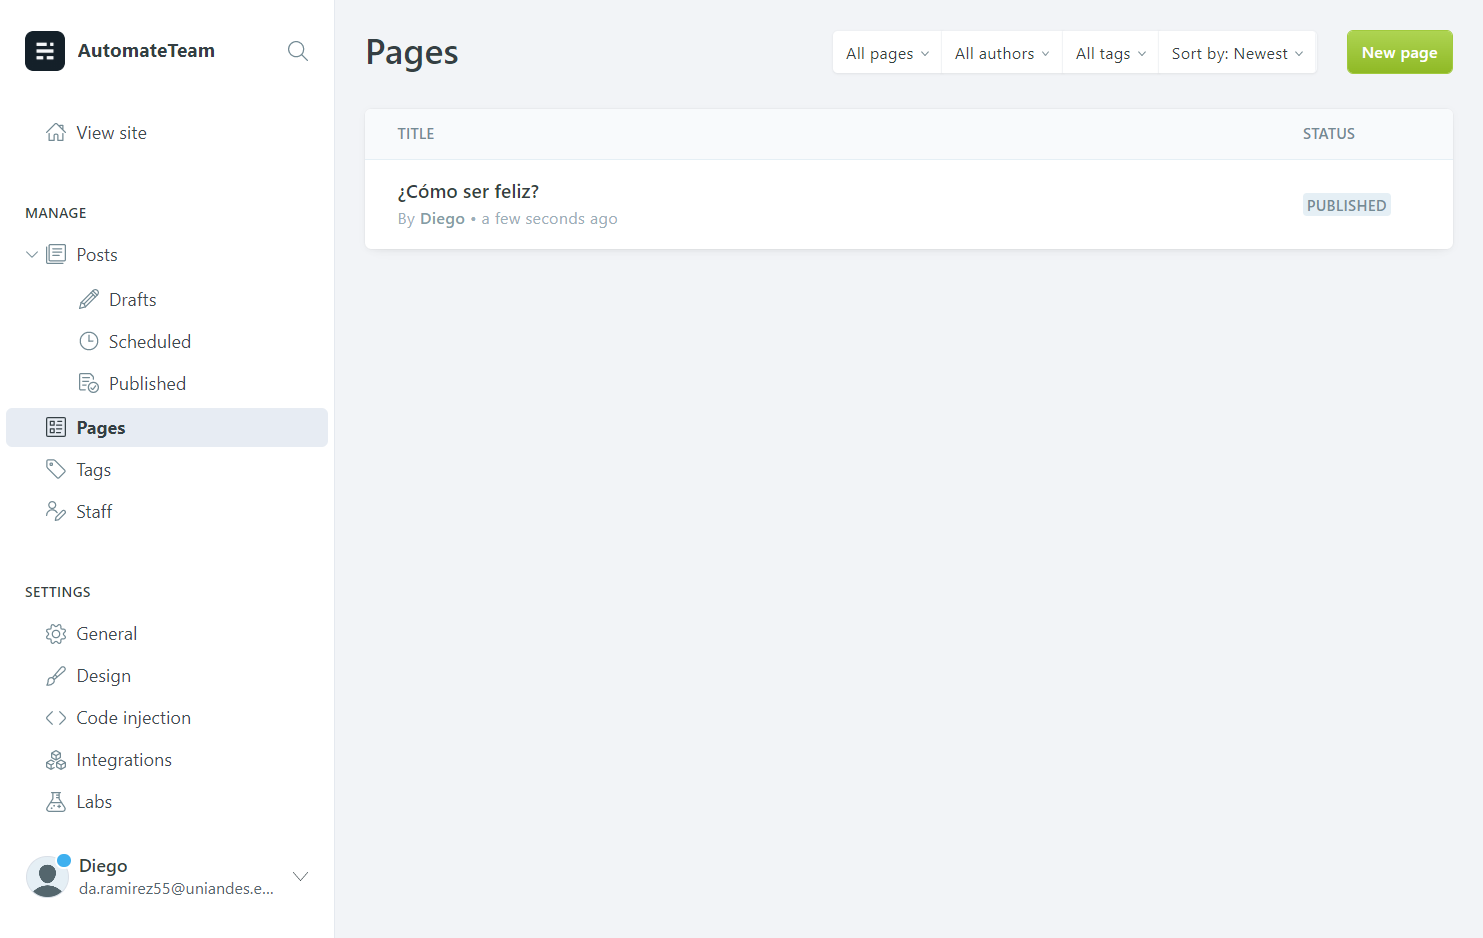 AutomateTeam
View site
MANAGE
Posts
Drafts
Scheduled
Published
Pages
Tags
Staff
SETTINGS
General
Design
Code injection
Integrations
Labs
Diego
da.ramirez55@uniandes.e...
Pages
All pages All authors All tags Sort by: Newest New page
TITLE STATUS
¿Cómo ser feliz?
By Diego • a few seconds ago
PUBLISHED